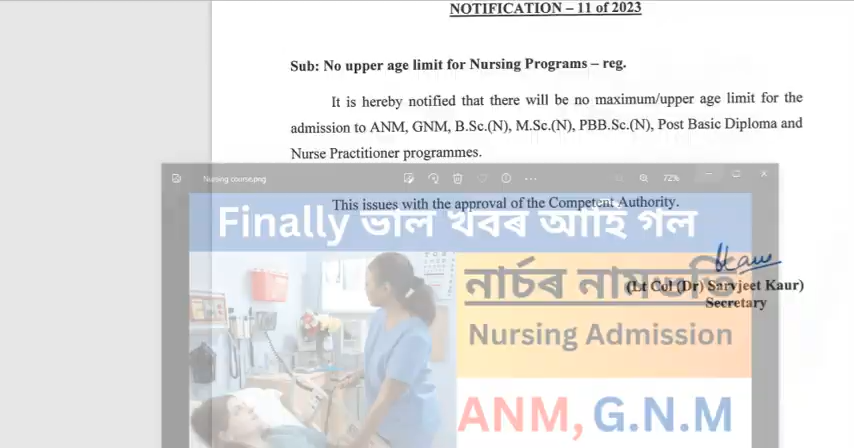 NOTIFICATION – 11 of 2023
Sub: No upper age limit for Nursing Programs – reg.
It is hereby notified that there will be no maximum/upper age limit for the
admission to ANM, GNM, B.Sc.(N), M.Sc.(N), PBB.Sc.(N), Post Basic Diploma and
Nurse Practitioner programmes.
Nursing course.png
72%
This issues with the approval of the Competent Authority.
Finally ভাল খবৰ আহি গল
নাৰ্চৰ নামভৰ্তি
(Lt Col (Dr) Sarvjeet Kaur)
Secretary
Nursing Admission
ANM, G.N.M